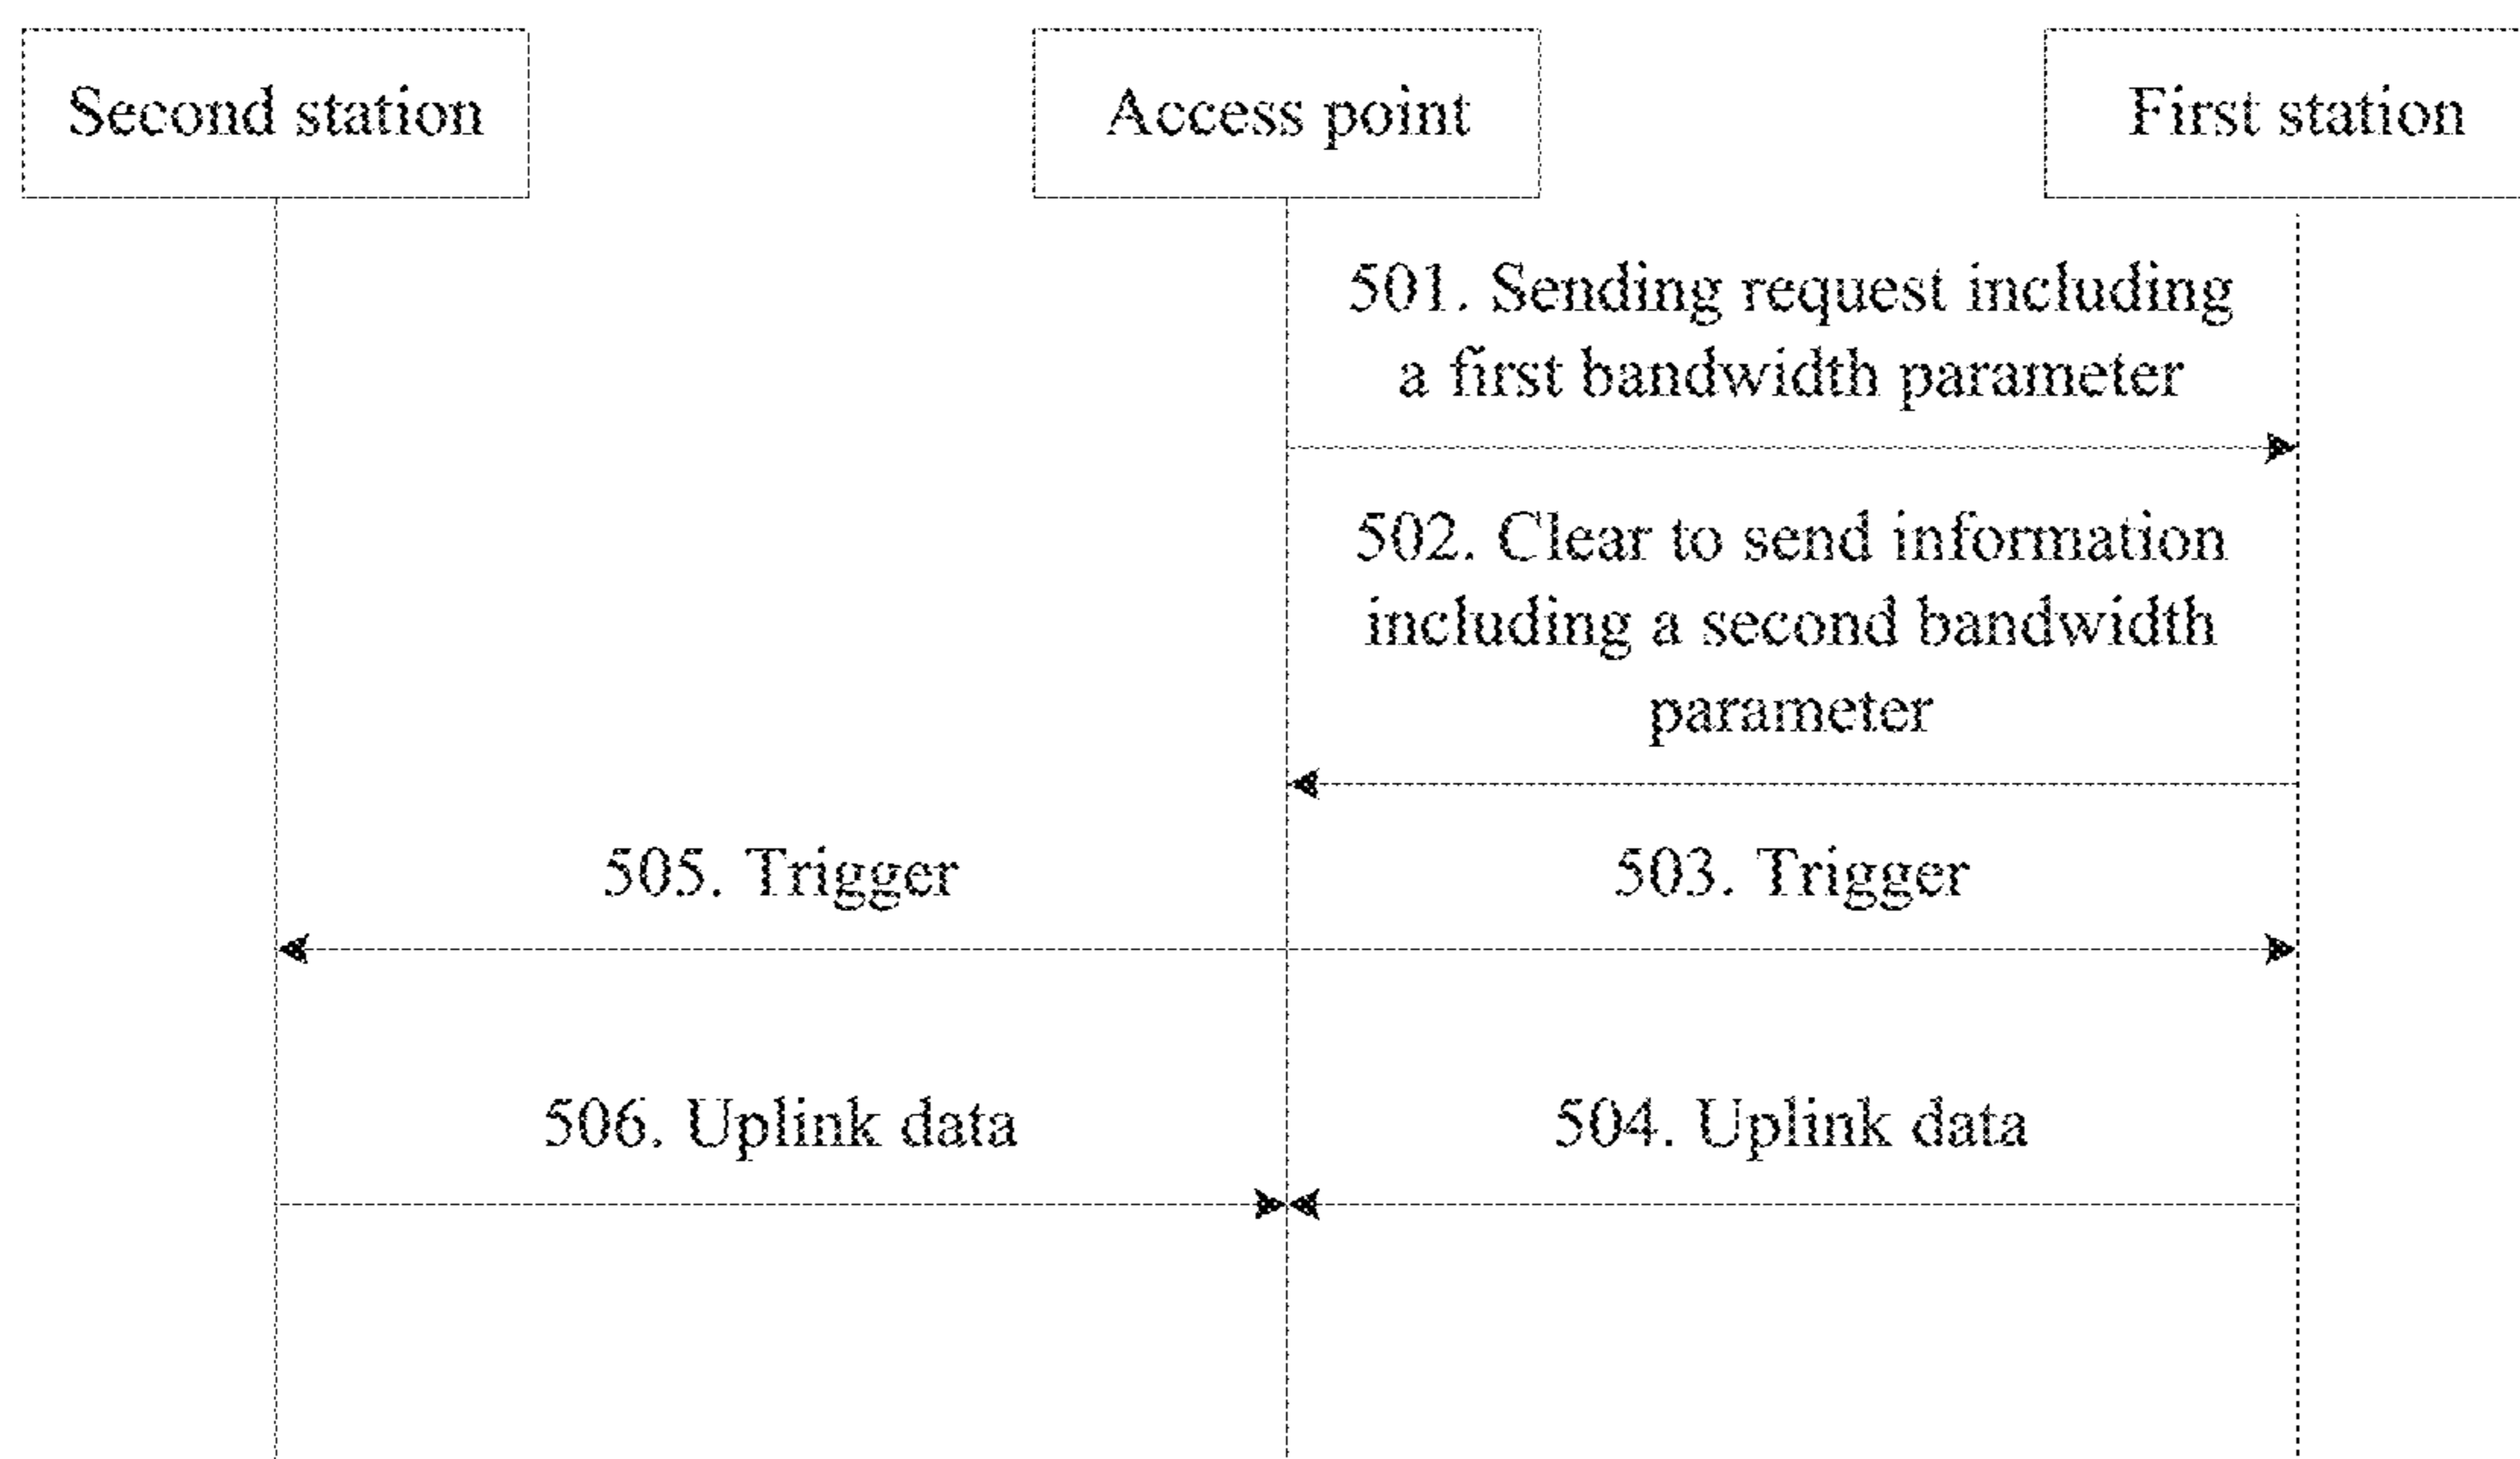 Second station
Access point
First station
501. Sending request including
a first bandwidth parameter
502. Clear to send information
including a second bandwidth
parameter
505. Trigger
503. Trigger
506. Uplink data
504. Uplink data